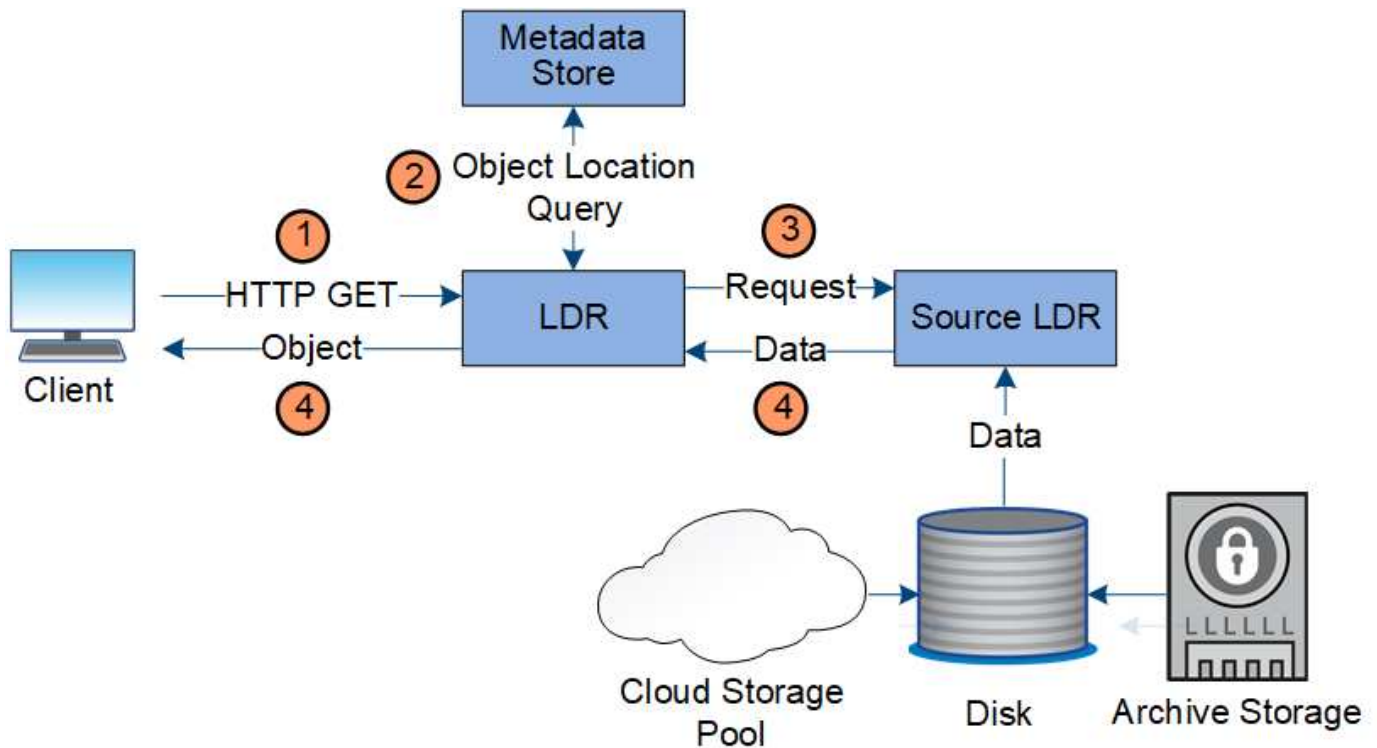 Metadata
Store
2
Object Location
Query
1
3
HTTP GET
LDR
Request
Source LDR
Object
Data
Client
4
4
Data
L L L L L L
Cloud Storage
Pool
Disk
Archive Storage